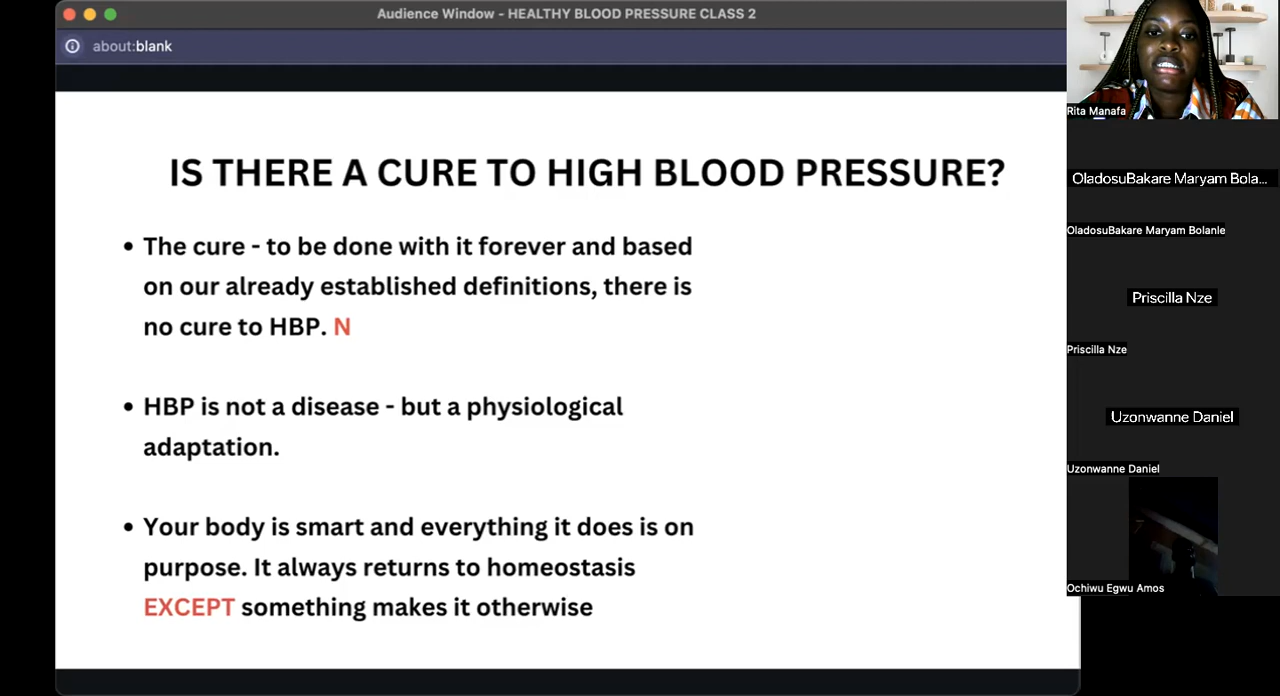 Audience Window - HEALTHY BLOOD PRESSURE CLASS 2
about:blank
IS THERE A CURE TO HIGH BLOOD PRESSURE?
• The cure - to be done with it forever and based
on our already established definitions, there is
no cure to HBP. N
• HBP is not a disease - but a physiological
adaptation.
• Your body is smart and everything it does is on
purpose. It always returns to homeostasis
EXCEPT something makes it otherwise
Rita Manafa
OladosuBakare Maryam Bola...
OladosuBakare Maryam Bolanle
Priscilla Nze
Priscilla Nze
Uzonwanne Daniel
Uzonwanne Daniel
Ochiwu Egwu Amos